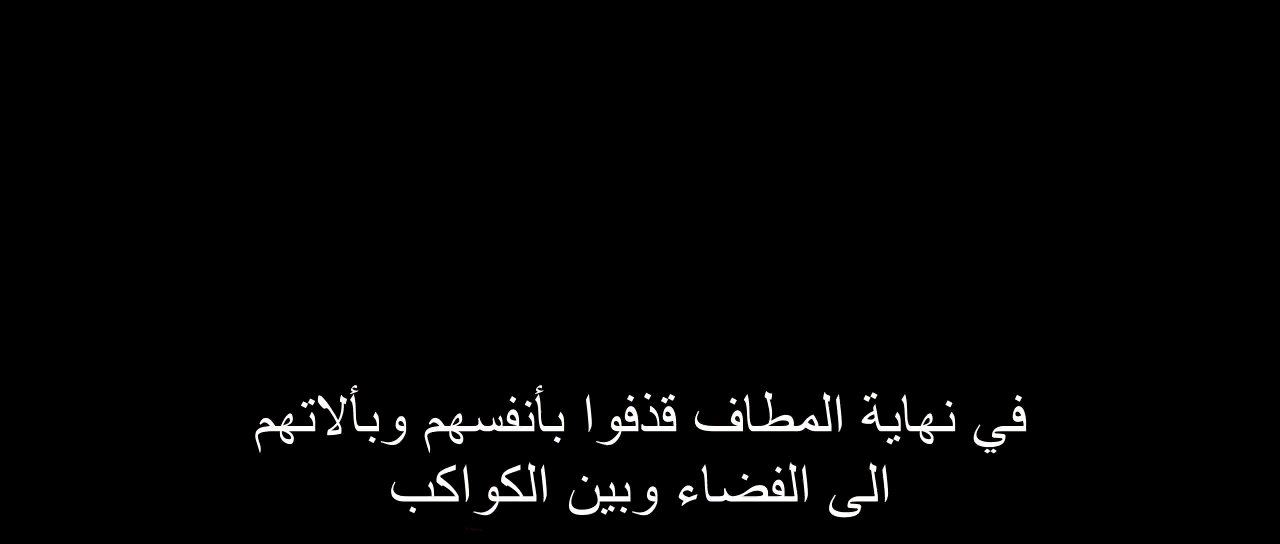 في نهاية المطاف قذفوا بأنفسهم وبألاتهم
الى الفضاء وبين الكواكب